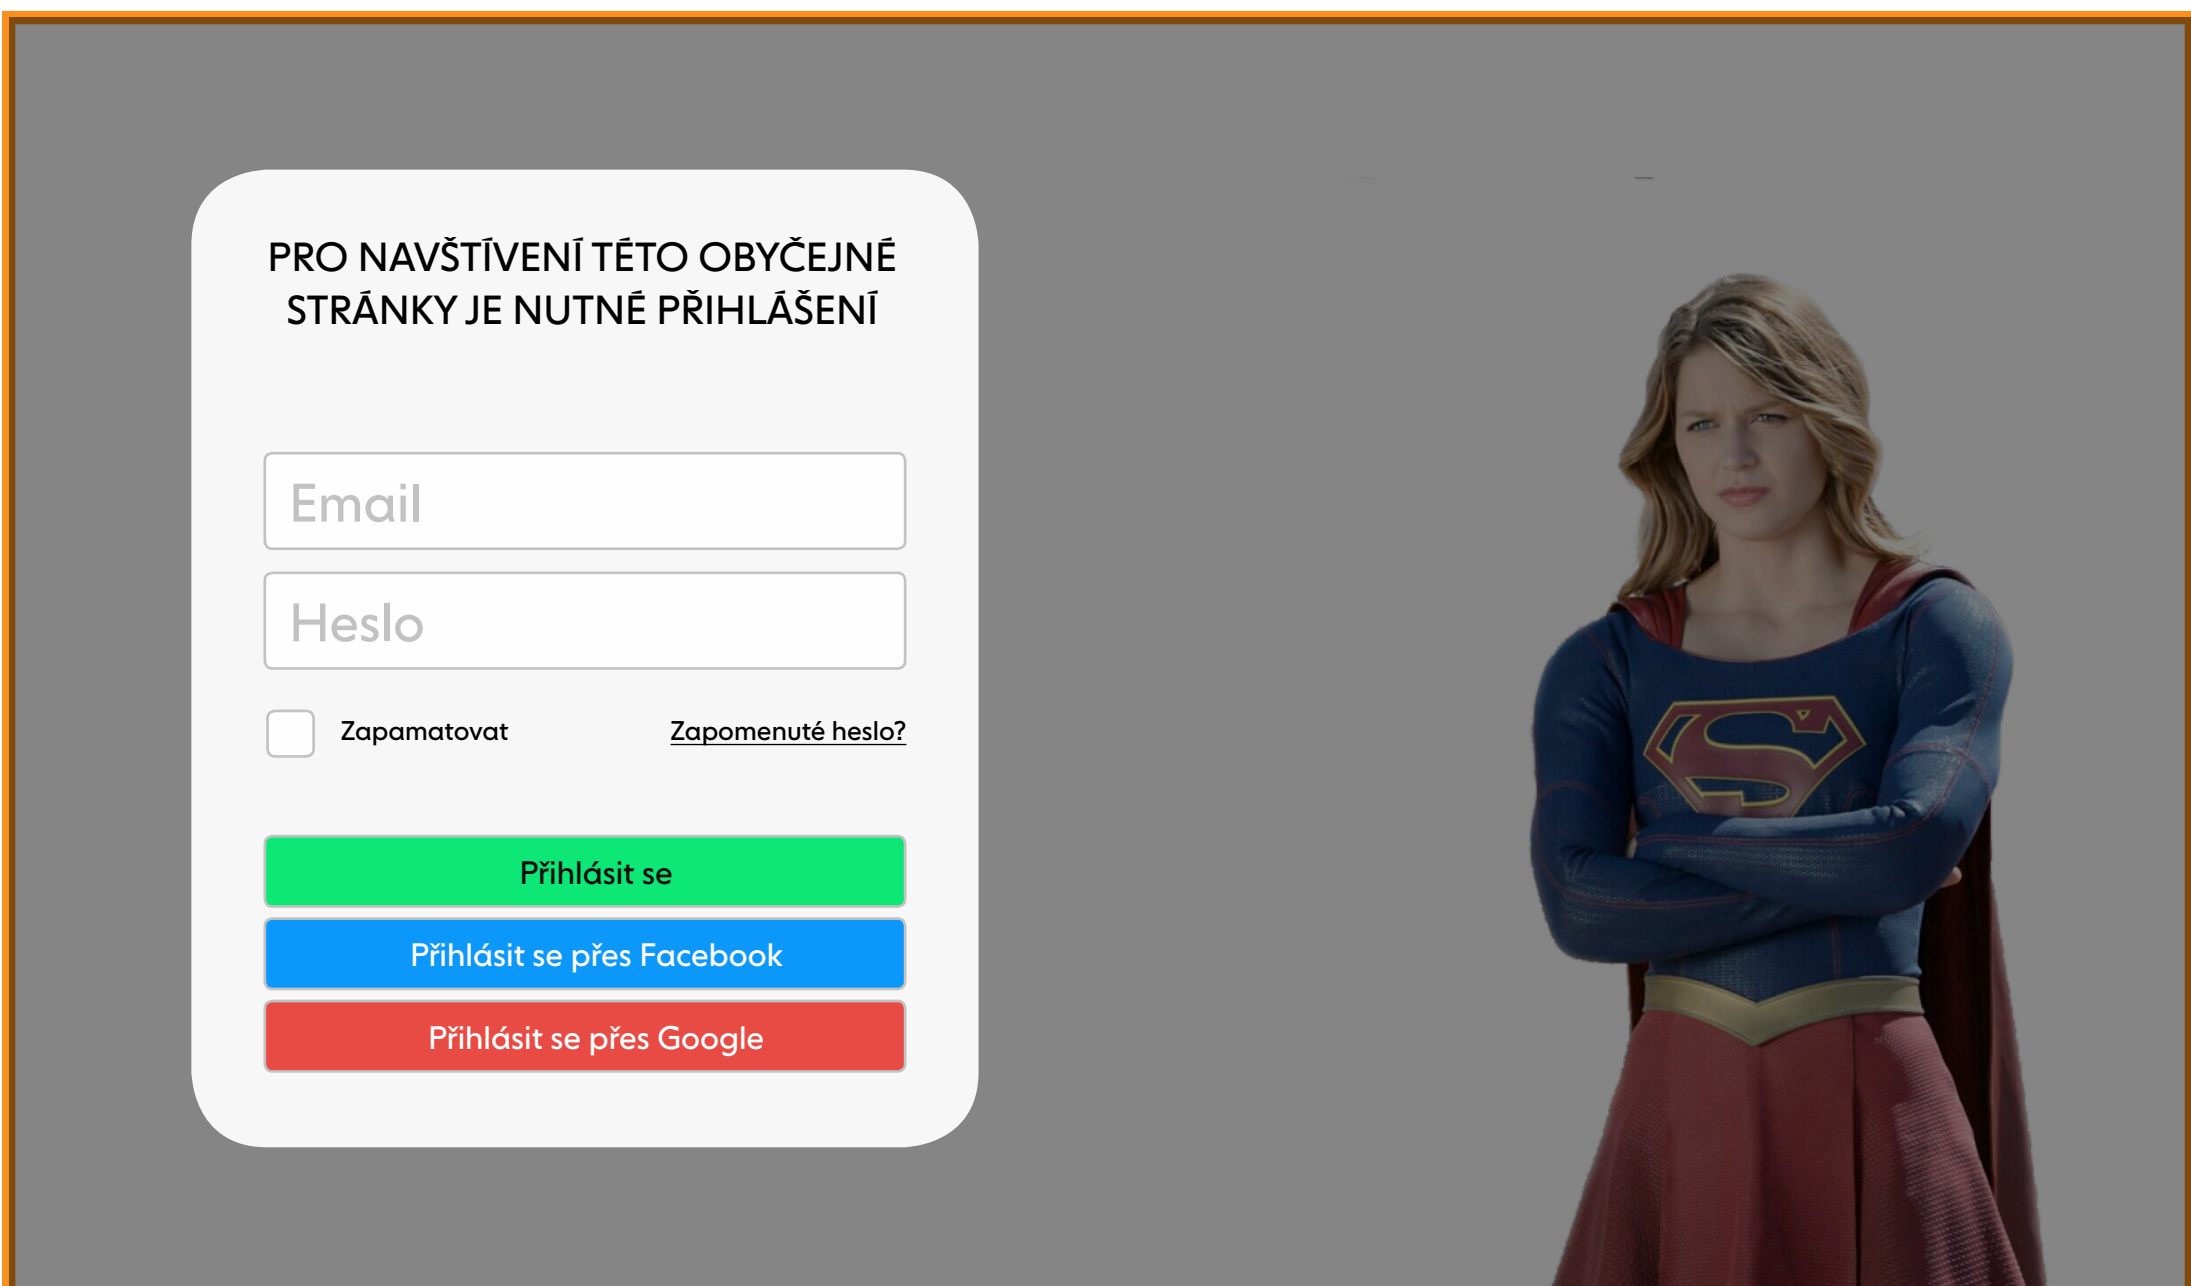 PRO NAVŠTÍVENÍ TÉTO OBYČEJNÉ
STRÁNKY JE NUTNÉ PŘIHLÁŠENÍ
Email
Heslo
Zapamatovat
Zapomenuté heslo?
Přihlásit se
Přihlásit se přes Facebook
Přihlásit se přes Google